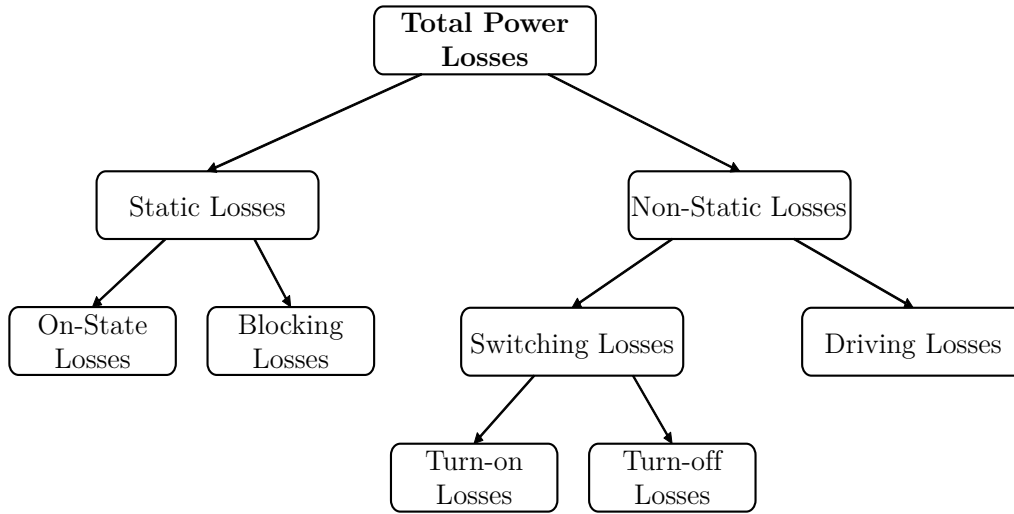 Total Power
Losses
Static Losses
Non-Static Losses
On-State
Losses
Blocking
Losses
Switching Losses
Driving Losses
Turn-on
Losses
Turn-off
Losses